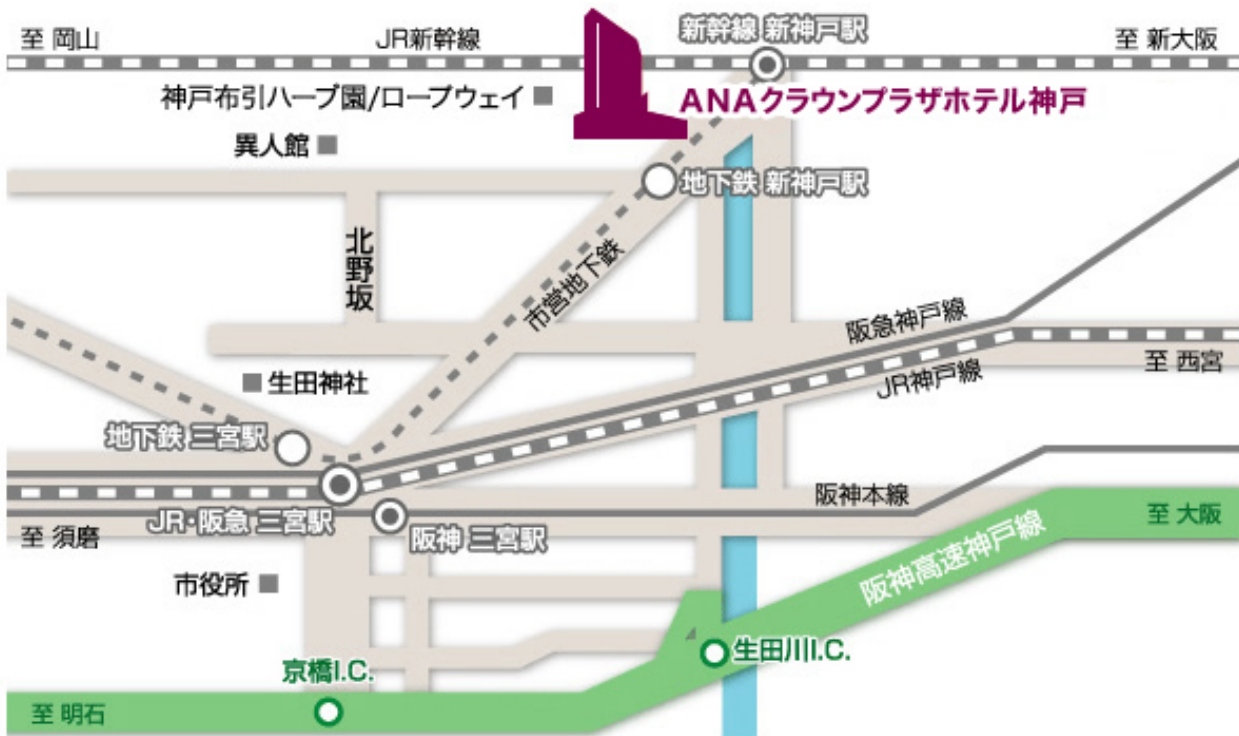 至 岡山
JR新幹線
新幹線 新神戸駅
至 新大阪
神戸布引ハーブ園/ロープウェイ
ANAクラウンプラザホテル神戸
異人館
地下鉄 新神戸駅
北野坂
市営地下鉄
阪急神戸線
JR神戸線
至 西宮
生田神社
地下鉄 三宮駅
阪神本線
JR・阪急 三宮駅
阪神 三宮駅
至 須磨
至 大阪
阪神高速神戸線
市役所
生田川I.C.
京橋I.C.
至 明石